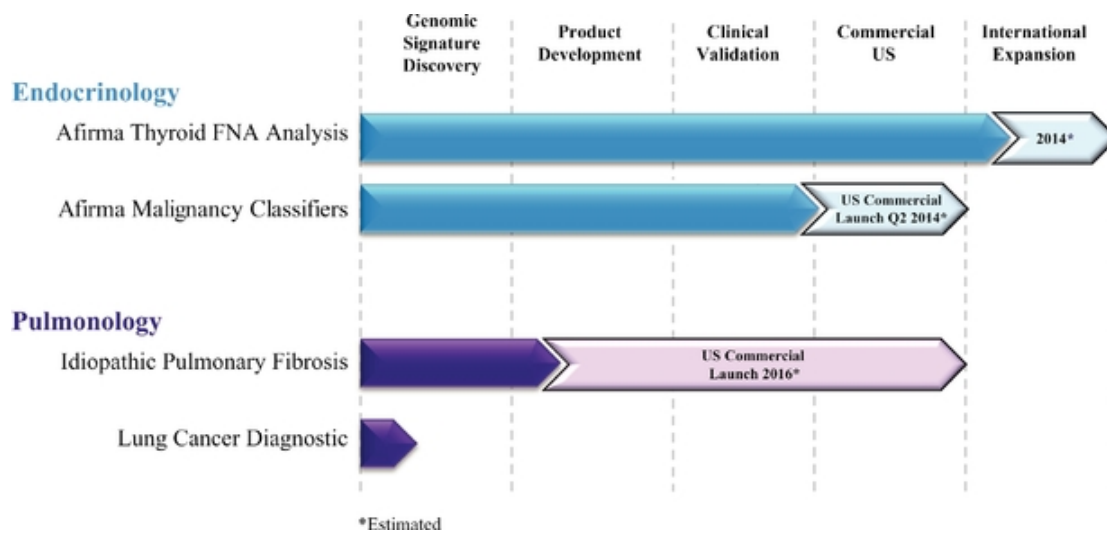 Genomic
Signature
Discovery
Product
Development
Clinical
Validation
Commercial
US
International
Expansion
Endocrinology
Afirma Thyroid FNA Analysis
2014*
Afirma Malignancy Classifiers
US Commercial
Launch Q2 2014*
Pulmonology
Idiopathic Pulmonary Fibrosis
US Commercial
Launch 2016*
Lung Cancer Diagnostic
*Estimated